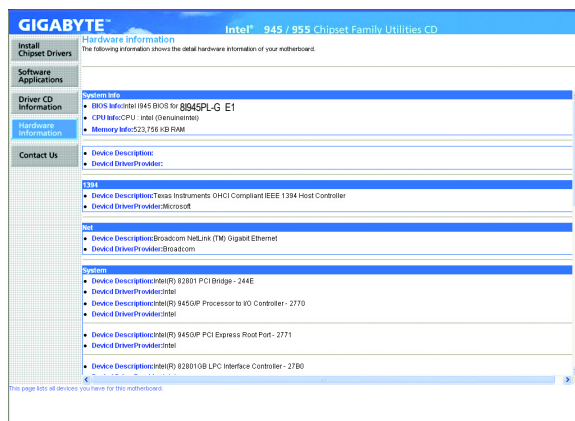 GIGABYTE™
Intel® 945 / 955 Chipset Family Utilities CD
Install
Chipset Drivers
Software
Applications
Driver CD
Information
Hardware
Information
Contact Us
Hardware information
The following information shows the detail hardware information of your motherboard.
System Info
• BIOS Info:Intel I945 BIOS for 8I945PL-G E1
• CPU Info:CPU : intel (GenuineIntel)
• Memory Info:523,756 KB RAM
• Device Description:
• Devicd DriverProvider:
1394
• Device Description:Texas Instruments OHCI Compliant IEEE 1394 Host Controller
• Devicd DriverProvider:Microsoft
Net
• Device Description:Broadcom NetLink (TM) Gigabit Ethernet
• Devicd DriverProvider:Broadcom
System
• Device Description:Intel(R) 82801 PCI Bridge - 244E
• Devicd DriverProvider:Intel
• Device Description:Intel(R) 945G/P Processor to I/O Controller - 2770
• Devicd DriverProvider:Intel
• Device Description:Intel(R) 945G/P PCI Express Root Port - 2771
• Devicd DriverProvider:Intel
• Device Description:Intel(R) 82801GB LPC Interface Controller - 27B0
This page lists all devices you have for this motherboard.